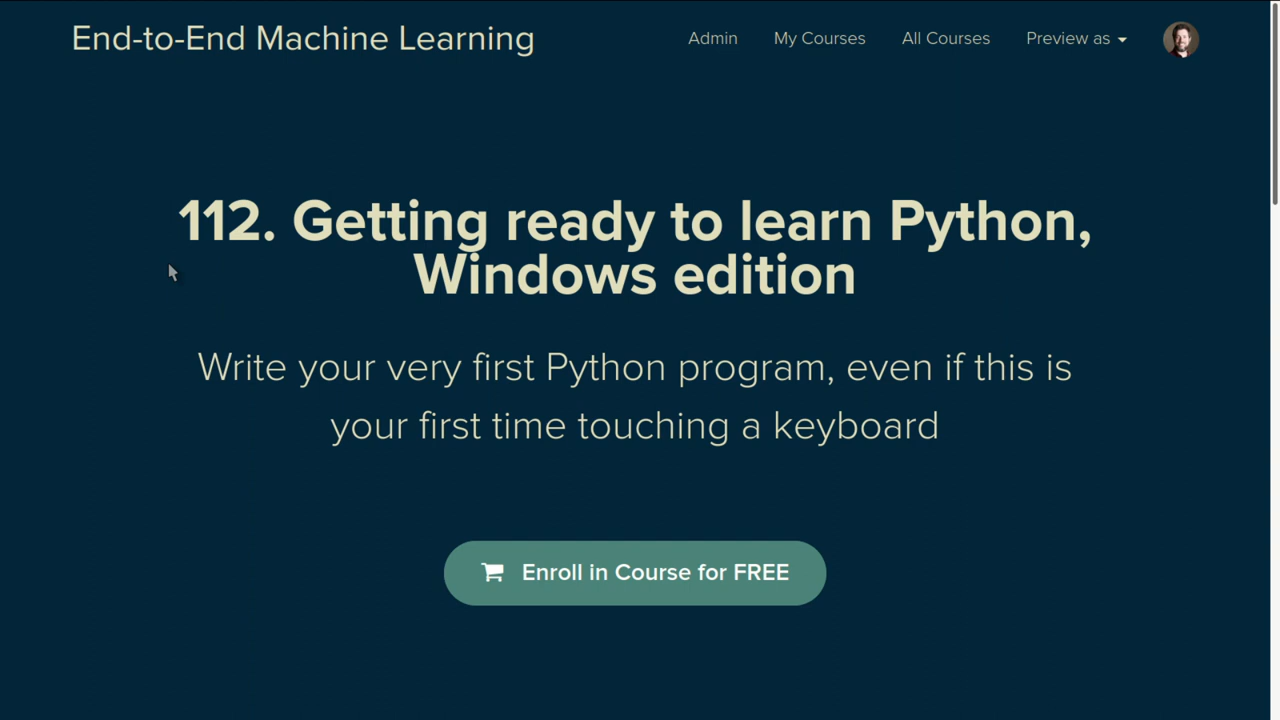 End-to-End Machine Learning
Admin
My Courses
All Courses
Preview as
112. Getting ready to learn Python,
Windows edition
Write your very first Python program, even if this is
your first time touching a keyboard
Enroll in Course for FREE